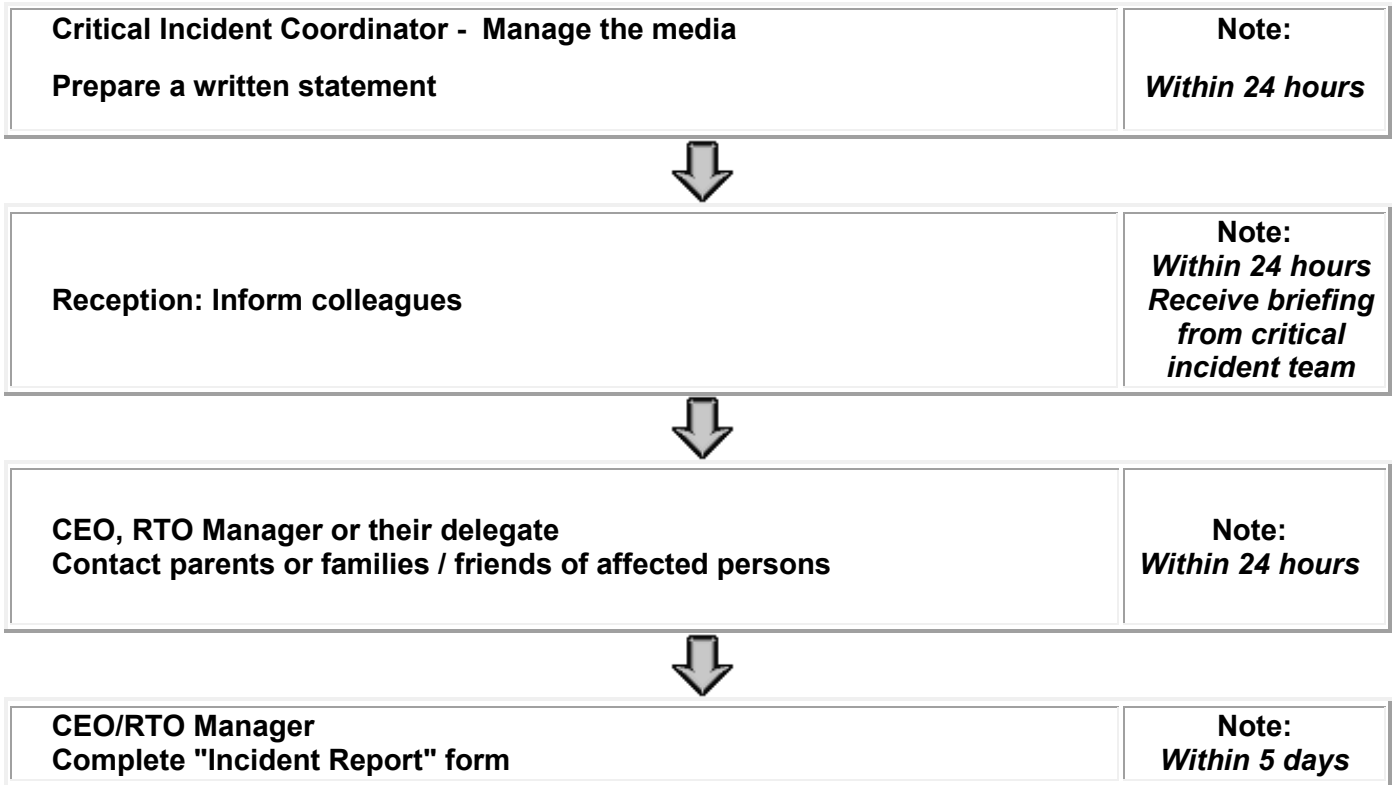 Critical Incident Coordinator -  Manage the media
Prepare a written statement
Note:
Within 24 hours
Reception: Inform colleagues
Note:
Within 24 hours
Receive briefing
from critical
incident team
CEO, RTO Manager or their delegate
Contact parents or families / friends of affected persons
Note:
Within 24 hours
CEO/RTO Manager
Complete "Incident Report" form
Note:
Within 5 days